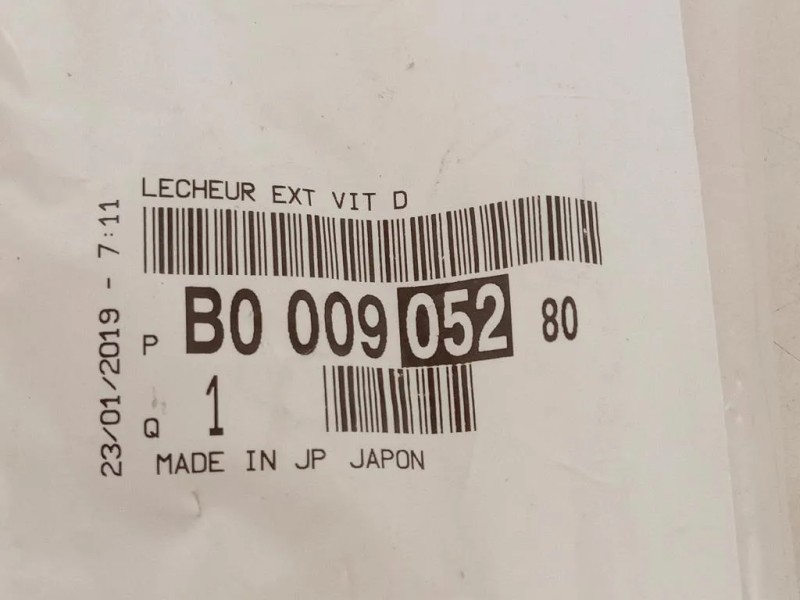 LECHEUR EXT VIT D
P B0 009 052 80
Q 1
MADE IN JP JAPON
23/01/2019 - 7:11